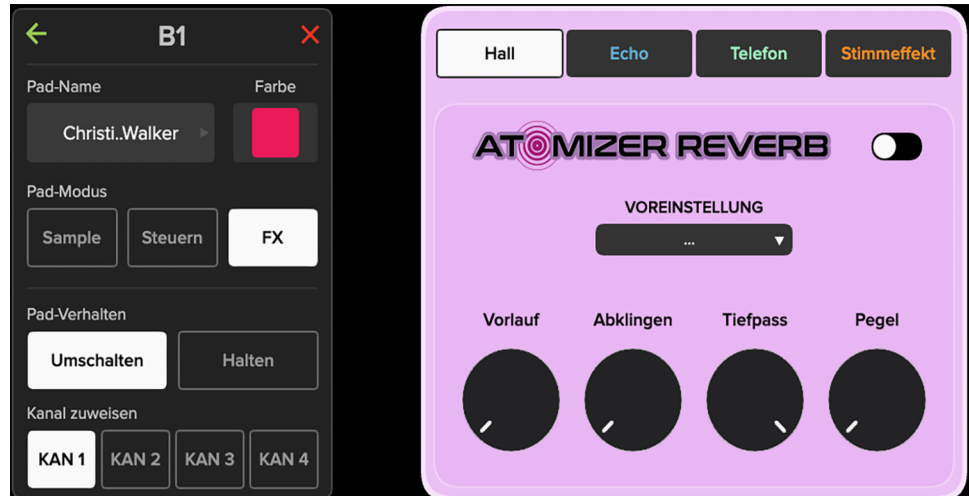 B1
Pad-Name
Farbe
Christi..Walker
Pad-Modus
Sample
Steuern
FX
Pad-Verhalten
Umschalten
Halten
Kanal zuweisen
KAN 1
KAN 2
KAN 3
KAN 4
Hall
Echo
Telefon
Stimmeffekt
ATOMIZER REVERB
VOREINSTELLUNG
...
Vorlauf
Abklingen
Tiefpass
Pegel